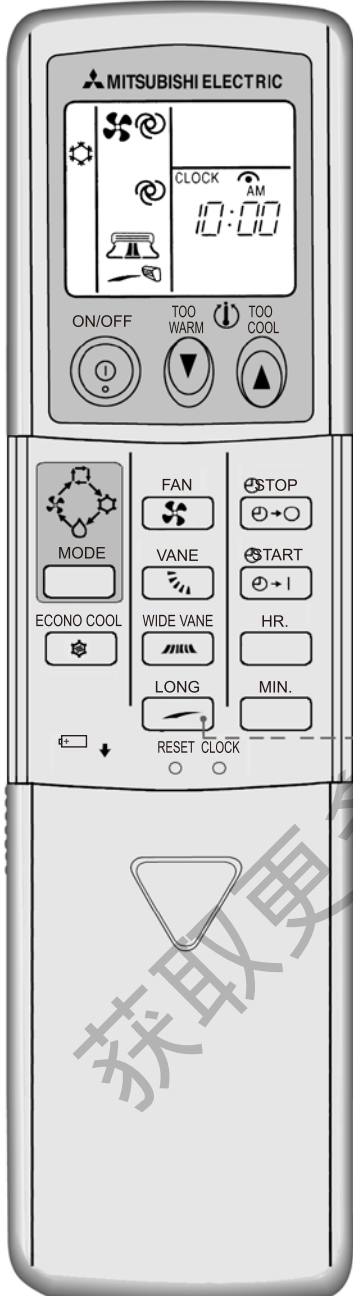 MITSUBISHI ELECTRIC
CLOCK
AM
10:00
ON/OFF
TOO WARM
TOO COOL
MODE
FAN
STOP
VANE
START
ECONO COOL
WIDE VANE
HR.
LONG
MIN.
RESET CLOCK
获取更